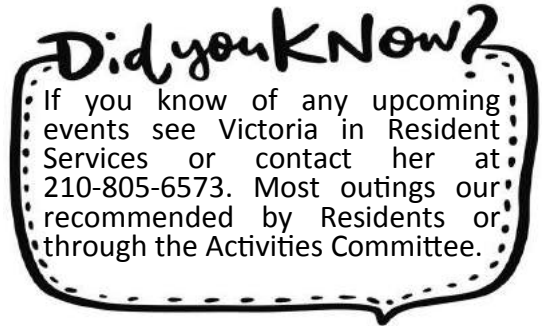 Did you KNow?
If you know of any upcoming
events see Victoria in Resident
Services or contact her at
210-805-6573. Most outings our
recommended by Residents or
through the Activities Committee.